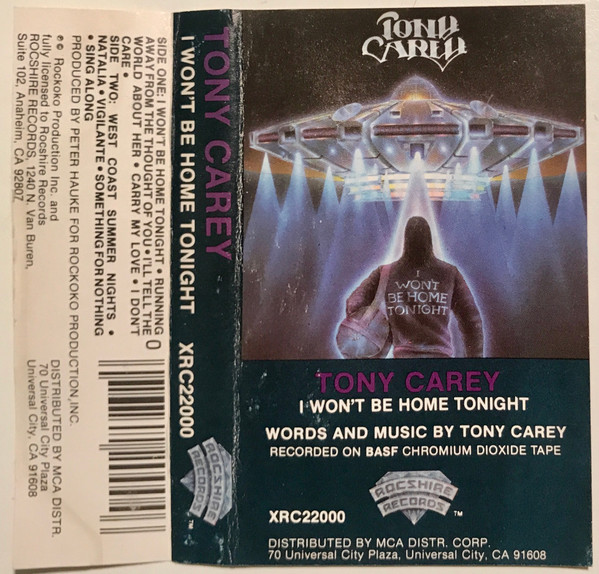 SIDE ONE: I WON'T BE HOME TONIGHT • RUNNING
AWAY FROM THE THOUGHT OF YOU • I'LL TELL THE
WORLD ABOUT HER • CARRY MY LOVE • I DON'T
CARE •
SIDE TWO: WEST COAST SUMMER NIGHTS •
NATALIA • VIGILANTE • SOMETHING FOR NOTHING
• SING ALONG
PRODUCED BY PETER HAUKE FOR ROCKOKO PRODUCTION, INC.
℗ © Rockoko Production Inc. and
fully licensed to Rocshire Records
ROCSHIRE RECORDS, 1240 N. Van Buren,
Suite 102, Anaheim, CA 92807.
DISTRIBUTED BY MCA DISTR.
70 Universal City Plaza
Universal City, CA 91608
0
TONY CAREY
I WON'T BE HOME TONIGHT XRC22000
ROCSHIRE
RECORDS
TM
TONY
CAREY
I
WON'T
BE HOME
TONIGHT
TONY CAREY
I WON'T BE HOME TONIGHT
WORDS AND MUSIC BY TONY CAREY
RECORDED ON BASF CHROMIUM DIOXIDE TAPE
ROCSHIRE
RECORDS
TM
XRC22000
DISTRIBUTED BY MCA DISTR. CORP.
70 Universal City Plaza, Universal City, CA 91608